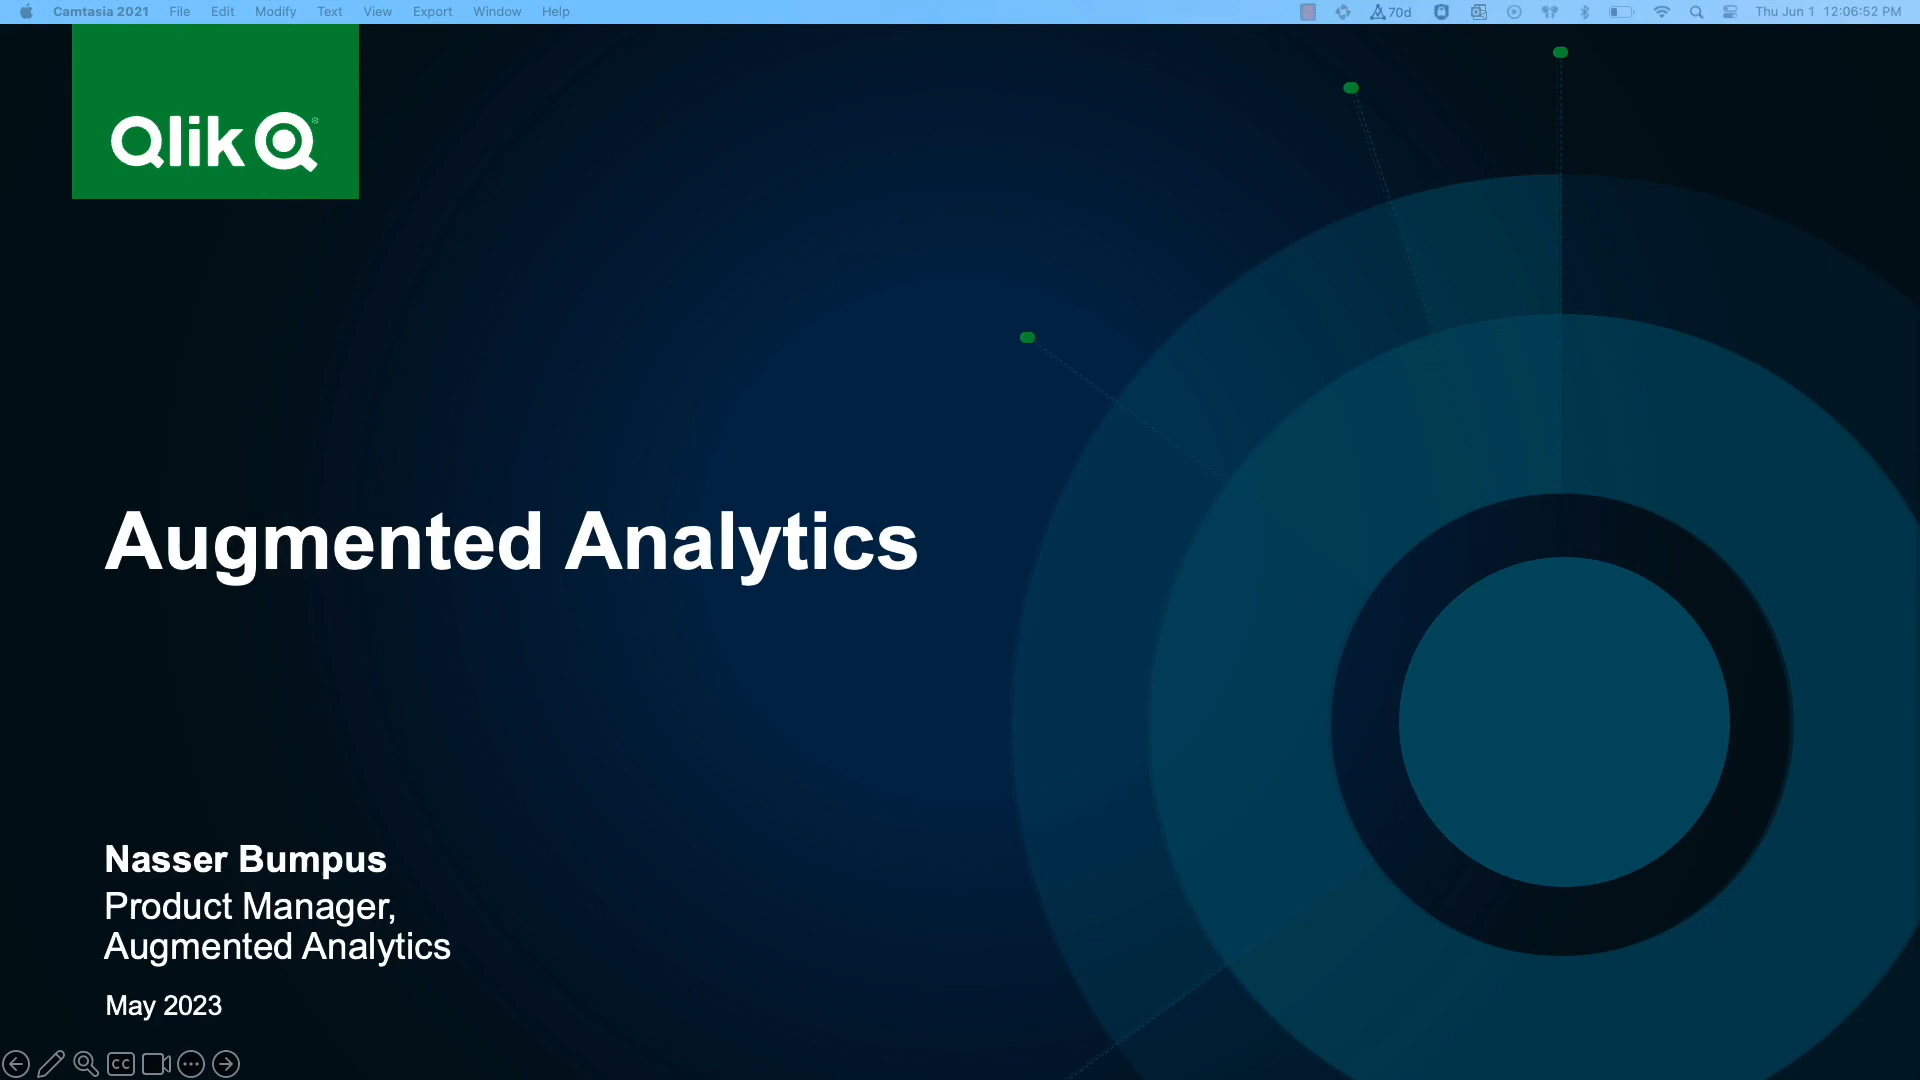 Camtasia 2021 File Edit Modify Text View Export Window Help 70d Thu Jun 1 12:06:52 PM
Qlik
Augmented Analytics
Nasser Bumpus
Product Manager,
Augmented Analytics
May 2023
CC